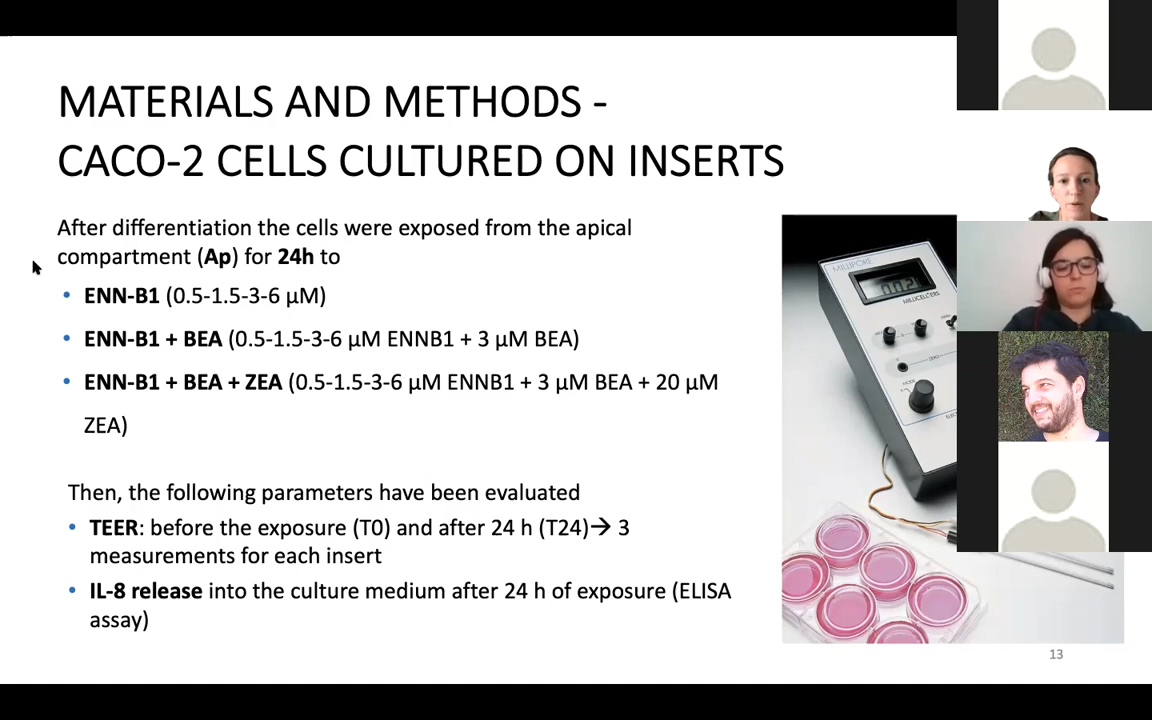 MATERIALS AND METHODS -
CACO-2 CELLS CULTURED ON INSERTS
After differentiation the cells were exposed from the apical
compartment (Ap) for 24h to
• ENN-B1 (0.5-1.5-3-6 µM)
• ENN-B1 + BEA (0.5-1.5-3-6 µM ENNB1 + 3 µM BEA)
• ENN-B1 + BEA + ZEA (0.5-1.5-3-6 µM ENNB1 + 3 µM BEA + 20 µM
ZEA)
Then, the following parameters have been evaluated
• TEER: before the exposure (T0) and after 24 h (T24)→ 3
measurements for each insert
• IL-8 release into the culture medium after 24 h of exposure (ELISA
assay)
MILLIPORE
MILLICELL-ERS
MODE
13